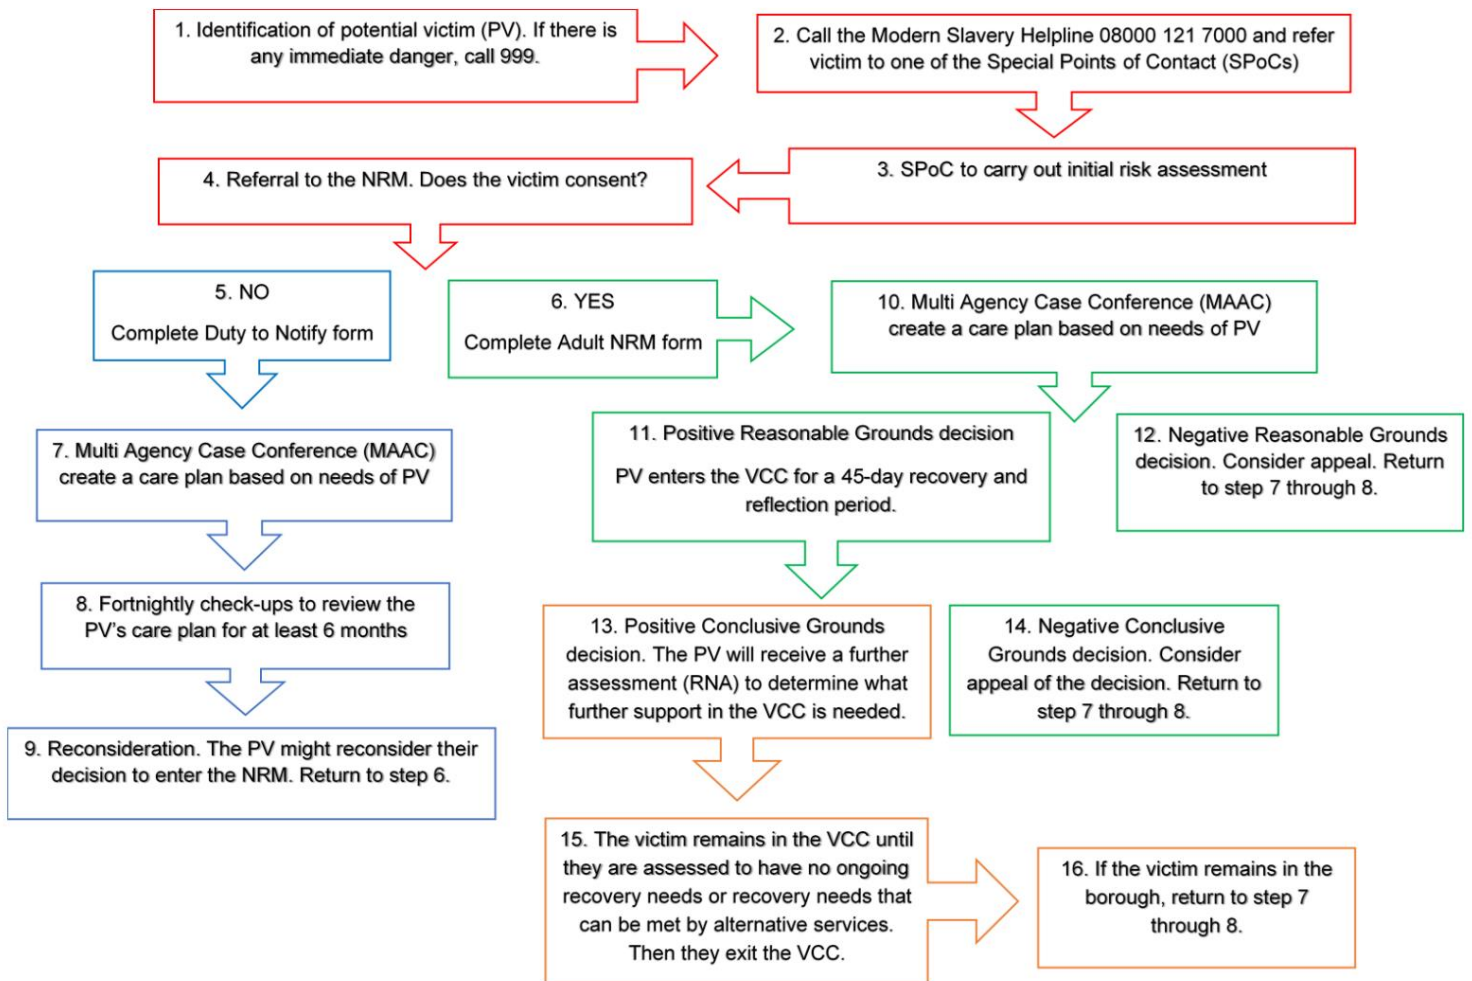 1. Identification of potential victim (PV). If there is
any immediate danger, call 999.
2. Call the Modern Slavery Helpline 08000 121 7000 and refer
victim to one of the Special Points of Contact (SPoCs)
3. SPoC to carry out initial risk assessment
4. Referral to the NRM. Does the victim consent?
5. NO
Complete Duty to Notify form
6. YES
Complete Adult NRM form
7. Multi Agency Case Conference (MAAC)
create a care plan based on needs of PV
8. Fortnightly check-ups to review the
PV's care plan for at least 6 months
9. Reconsideration. The PV might reconsider their
decision to enter the NRM. Return to step 6.
10. Multi Agency Case Conference (MAAC)
create a care plan based on needs of PV
11. Positive Reasonable Grounds decision
PV enters the VCC for a 45-day recovery and
reflection period.
12. Negative Reasonable Grounds
decision. Consider appeal. Return
to step 7 through 8.
13. Positive Conclusive Grounds
decision. The PV will receive a further
assessment (RNA) to determine what
further support in the VCC is needed.
14. Negative Conclusive
Grounds decision. Consider
appeal of the decision. Return to
step 7 through 8.
15. The victim remains in the VCC until
they are assessed to have no ongoing
recovery needs or recovery needs that
can be met by alternative services.
Then they exit the VCC.
16. If the victim remains in the
borough, return to step 7
through 8.